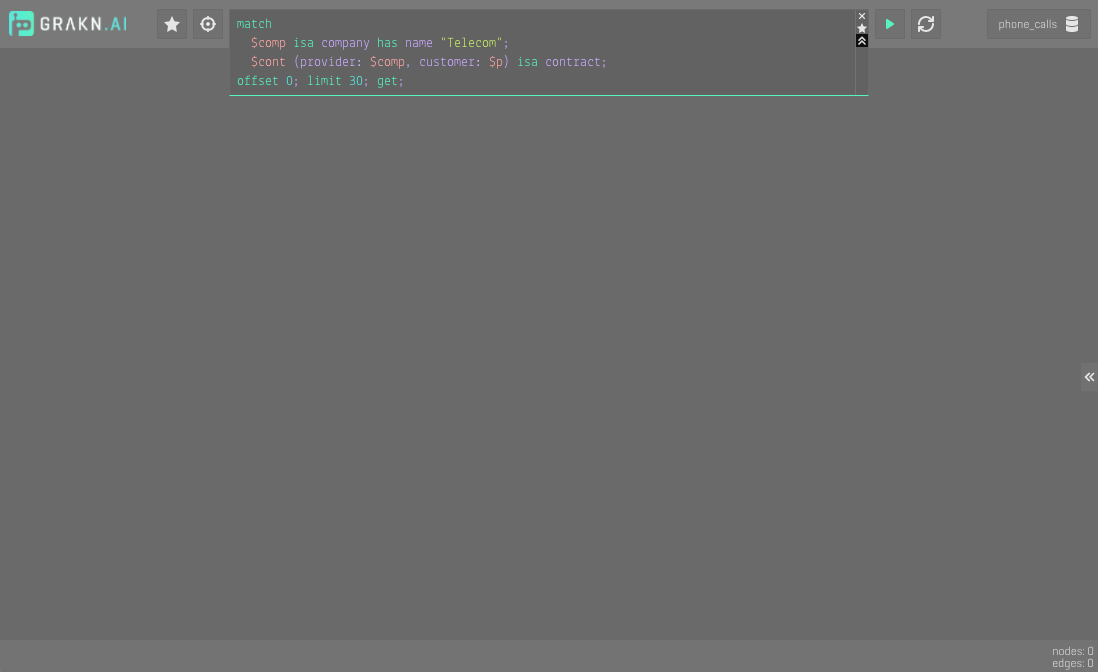 GRAKN.AI
match
$comp isa company has name "Telecom";
$cont (provider: $comp, customer: $p) isa contract;
offset 0; limit 30; get;
phone_calls
nodes: 0
edges: 0